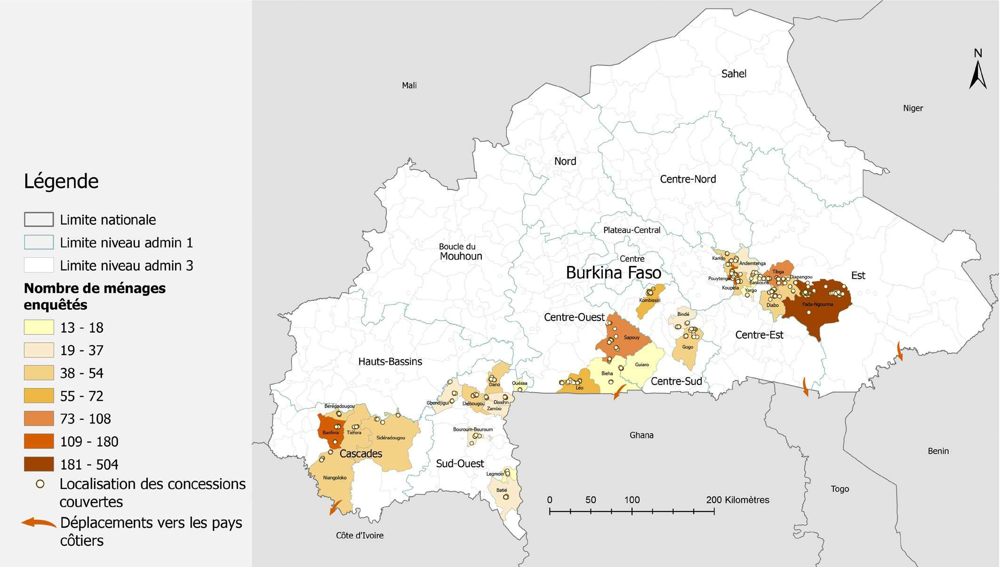 Légende
Limite nationale
Limite niveau admin 1
Limite niveau admin 3
Nombre de ménages
enquêtés
13 - 18
19 - 37
38 - 54
55 - 72
73 - 108
109 - 180
181 - 504
Localisation des concessions
couvertes
Déplacements vers les pays
côtiers
N
Mali
Niger
Sahel
Nord
Centre-Nord
Plateau-Central
Boucle du
Mouhoun
Centre
Burkina Faso
Kando
Andemtenga
Tibga
Diapangou
Est
Pouytenga
Baskouré
Koupéla
Yargo
Kombissiri
Diabo
Fada-Ngourma
Centre-Ouest
Bindé
Sapouy
Centre-Est
Gogo
Hauts-Bassins
Guiaro
Bieha
Centre-Sud
Dano
Ouéssa
Léo
Gbondjigui
Diébougou
Dissihn
Zambo
Bérégadougou
Banfora
Tiéfora
Sidéradougou
Bouroum-Bouroum
Ghana
Cascades
Benin
Sud-Ouest
Legmoin
Niangoloko
Batié
Togo
0 50 100 200 Kilomètres
Côte d'Ivoire